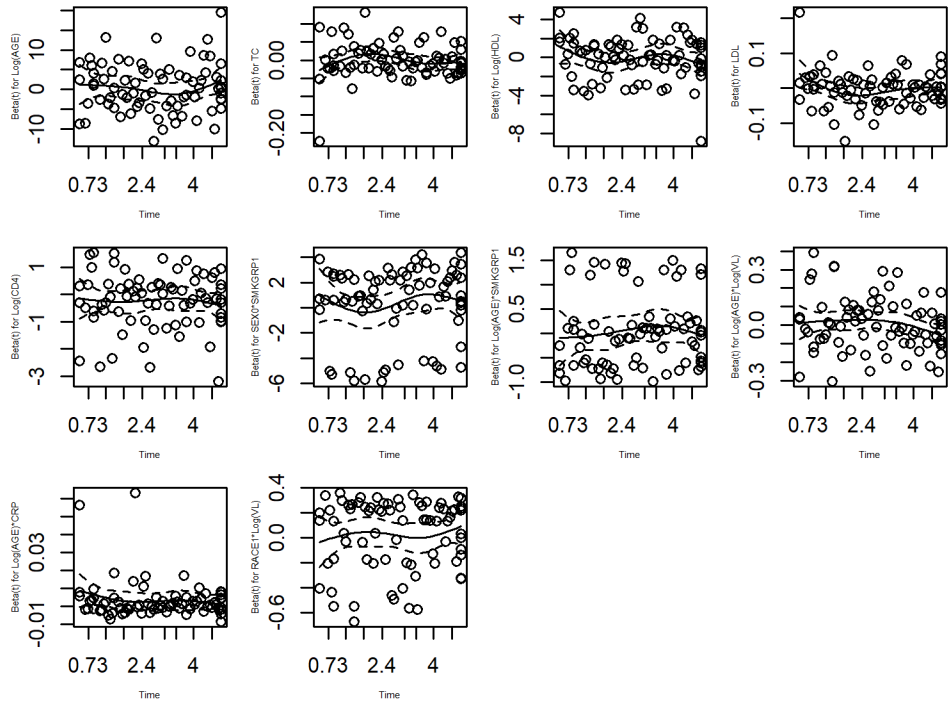 Beta(t) for Log(AGE)
10
0
-10
0.73 2.4 4
Time
Beta(t) for TC
0.00
-0.20
0.73 2.4 4
Time
Beta(t) for Log(HDL)
4
0
-4
-8
0.73 2.4 4
Time
Beta(t) for LDL
0.1
-0.1
0.73 2.4 4
Time
Beta(t) for Log(CD4)
1
-1
-3
0.73 2.4 4
Time
Beta(t) for SEX0*SMKGRP1
2
-2
-6
0.73 2.4 4
Time
Beta(t) for Log(AGE)*SMKGRP1
1.5
0.5
-1.0
0.73 2.4 4
Time
Beta(t) for Log(AGE)*Log(VL)
0.3
0.0
-0.3
0.73 2.4 4
Time
Beta(t) for Log(AGE)*CRP
0.03
-0.01
0.73 2.4 4
Time
Beta(t) for RACE1*Log(VL)
0.4
0.0
-0.6
0.73 2.4 4
Time